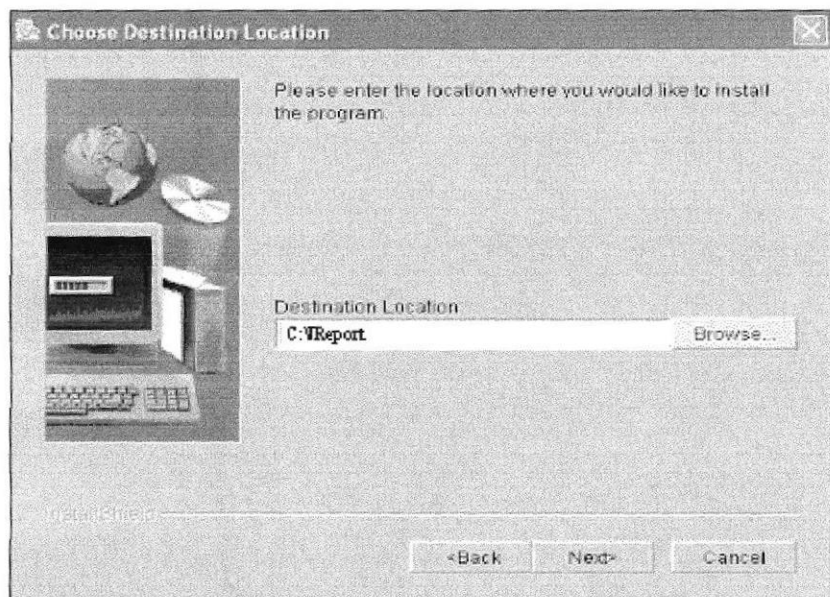 Choose Destination Location
Please enter the location where you would like to install
the program.
Destination Location
Browse...
InstallShield
<Back
Next>
Cancel